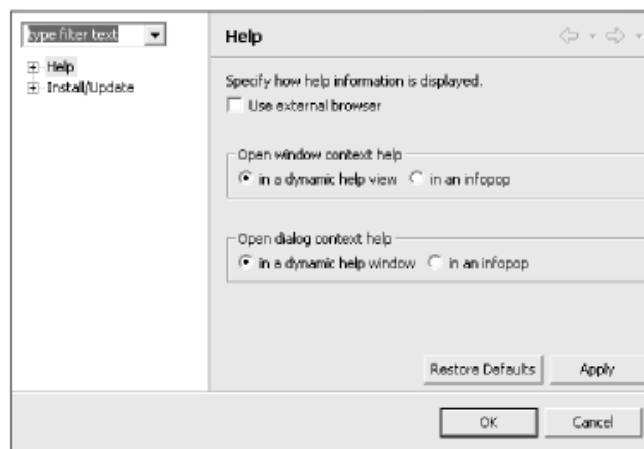 type filter text
Help
Install/Update
Help
Specify how help information is displayed.
Use external browser
Open window context help
in a dynamic help view in an infopop
Open dialog context help
in a dynamic help window in an infopop
Restore Defaults Apply
OK Cancel